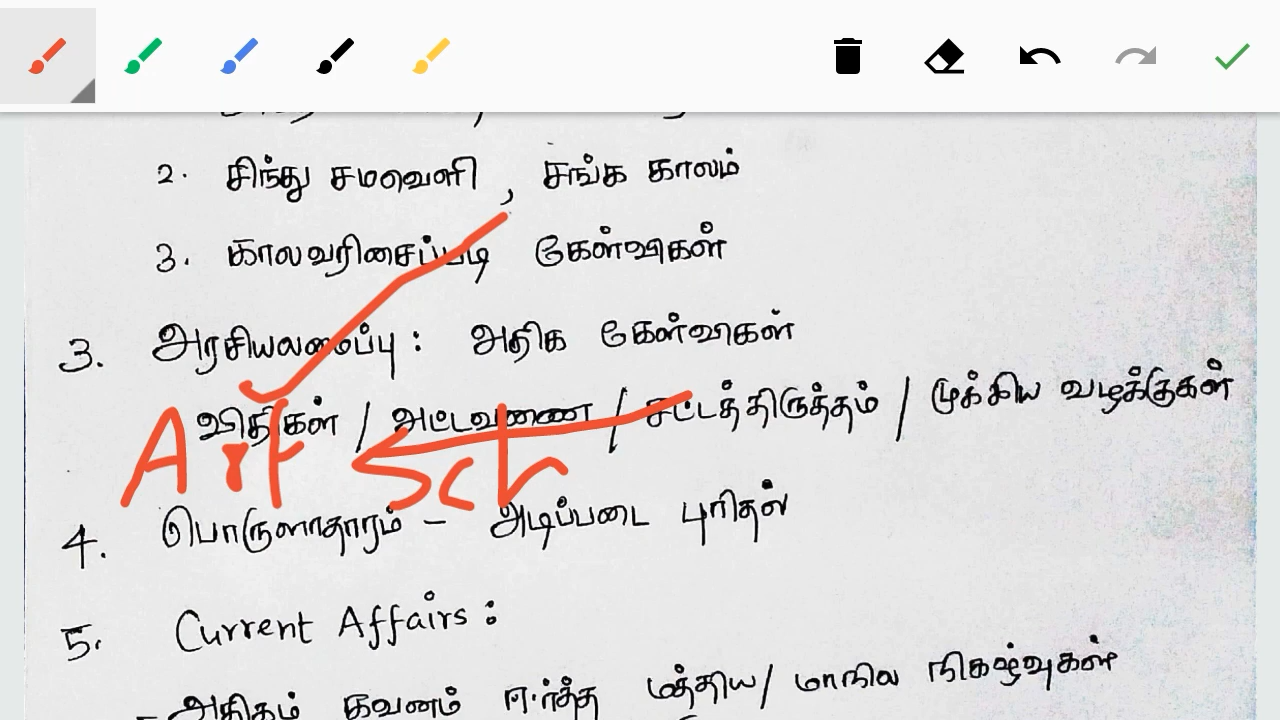 2. சிந்து சமவெளி , சங்க காலம்
3. காலவரிசைப்படி கேள்விகள்
3. அரசியலமைப்பு : அதிக கேள்விகள்
விதிகள் / அட்டவணை / சட்டத்திருத்தம் / முக்கிய வழக்குகள்
Art Sch
4. பொருளாதாரம் - அடிப்படை புரிதல்
5. Current Affairs :
அதிகம் கவனம் ஈர்த்த மத்திய/ மாநில நிகழ்வுகள்